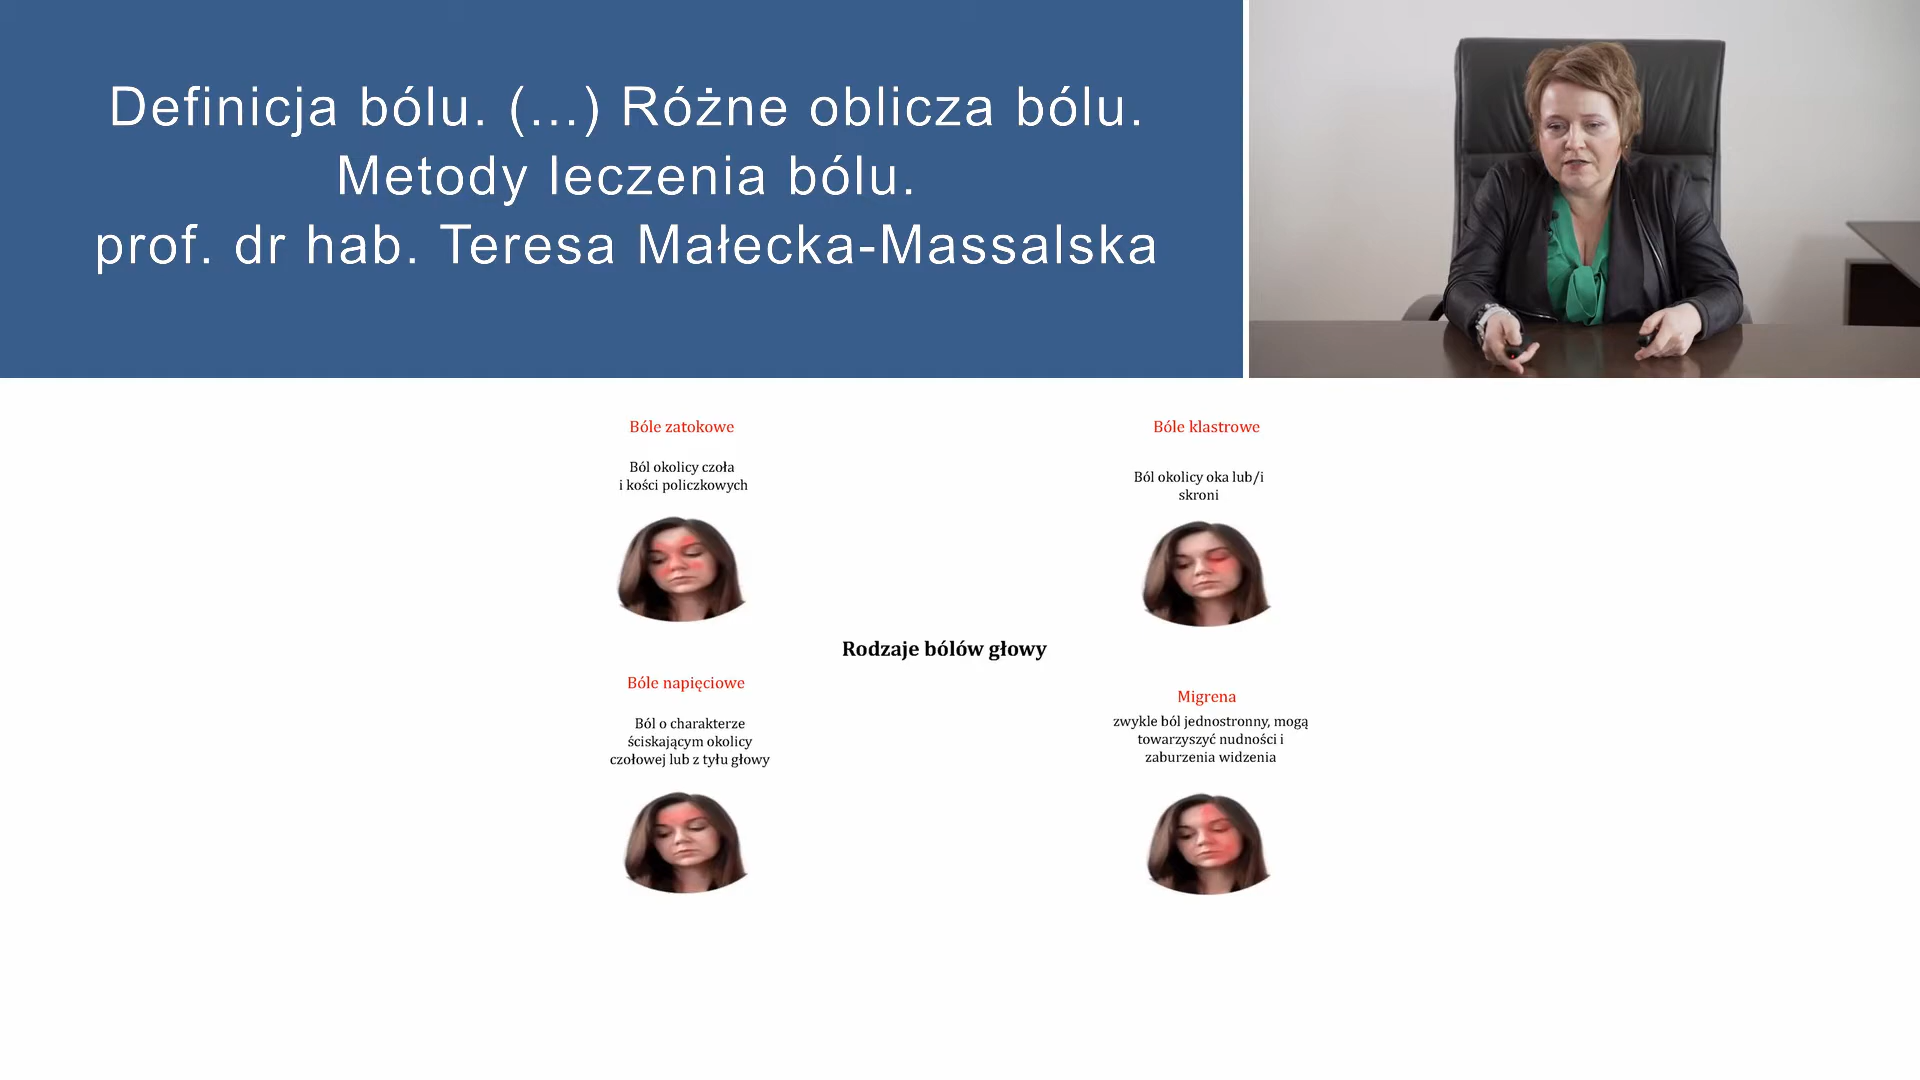 Definicja bólu. (...) Różne oblicza bólu.
Metody leczenia bólu.
prof. dr hab. Teresa Małecka-Massalska
Bóle zatokowe
Ból okolicy czoła
i kości policzkowych
Bóle klastrowe
Ból okolicy oka lub/i
skroni
Rodzaje bólów głowy
Bóle napięciowe
Ból o charakterze
ściskającym okolicy
czołowej lub z tyłu głowy
Migrena
zwykle ból jednostronny, mogą
towarzyszyć nudności i
zaburzenia widzenia